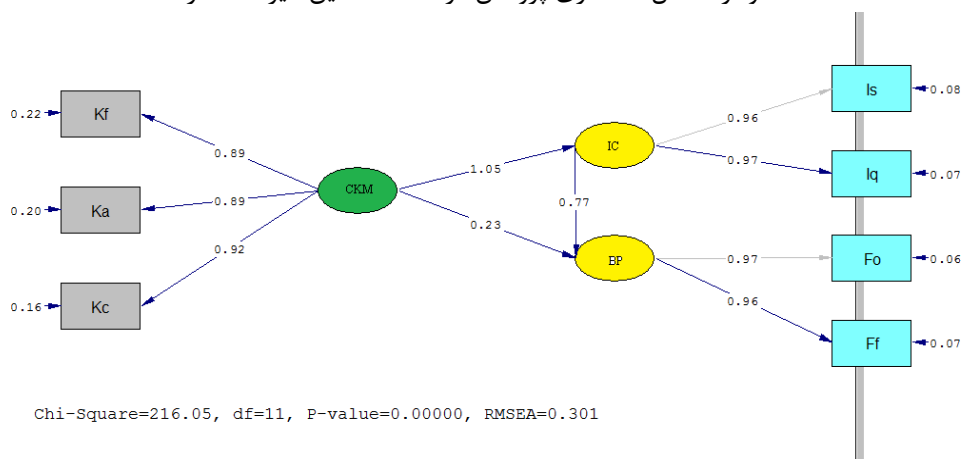 Kf
0.22
0.89
Ka
0.20
0.89
Kc
0.16
0.92
CKM
1.05
0.23
IC
0.77
BP
0.96
0.97
0.97
0.96
Is
0.08
Iq
0.07
Fo
0.06
Ff
0.07
Chi-Square=216.05, df=11, P-value=0.00000, RMSEA=0.301